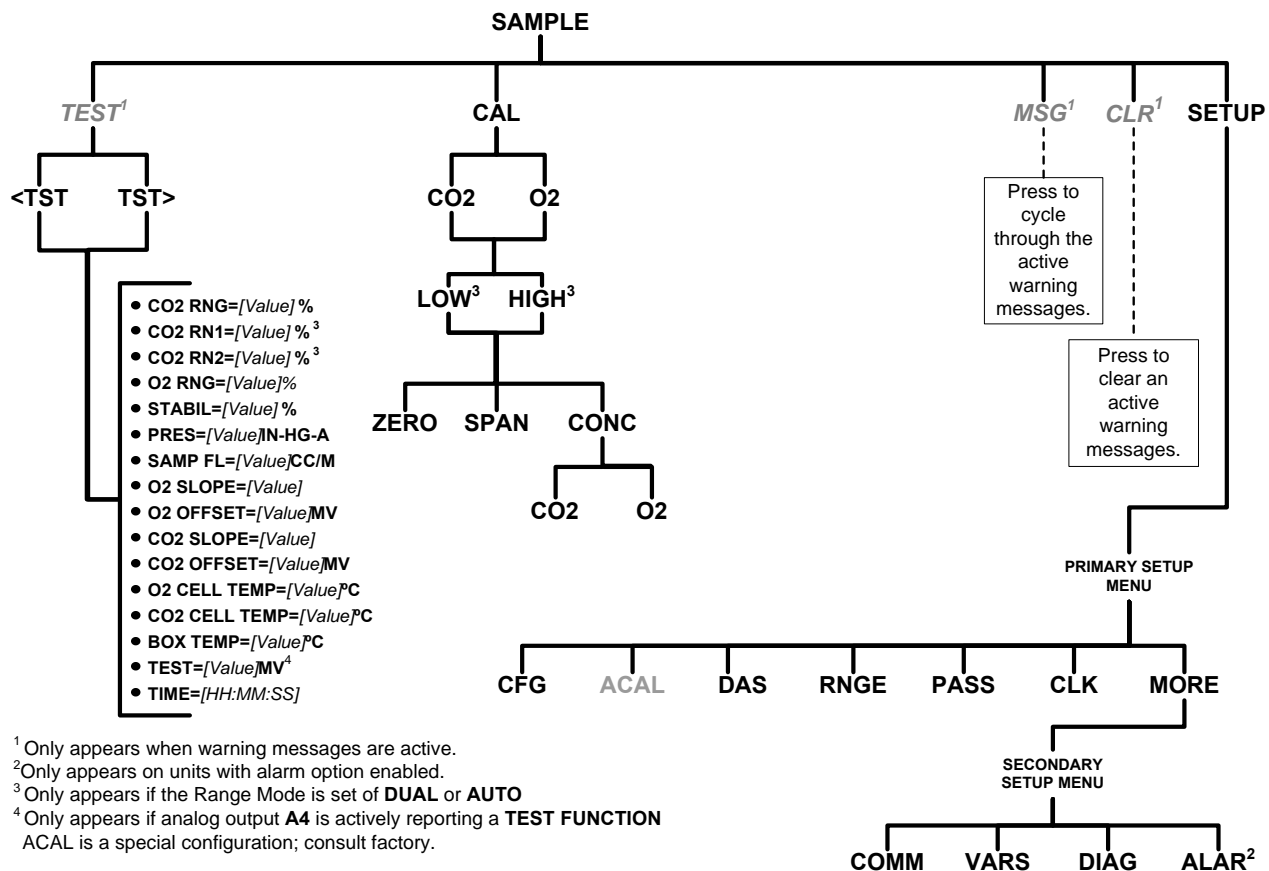 SAMPLE
TEST¹
CAL
MSG¹
CLR¹
SETUP
<TST
TST>
CO2
O2
LOW³
HIGH³
ZERO
SPAN
CONC
CO2
O2
Press to
cycle
through the
active
warning
messages.
Press to
clear an
active
warning
messages.
• CO2 RNG=[Value] %
• CO2 RN1=[Value] % ³
• CO2 RN2=[Value] % ³
• O2 RNG=[Value]%
• STABIL=[Value] %
• PRES=[Value]IN-HG-A
• SAMP FL=[Value]CC/M
• O2 SLOPE=[Value]
• O2 OFFSET=[Value]MV
• CO2 SLOPE=[Value]
• CO2 OFFSET=[Value]MV
• O2 CELL TEMP=[Value]ºC
• CO2 CELL TEMP=[Value]ºC
• BOX TEMP=[Value]ºC
• TEST=[Value]MV⁴
• TIME=[HH:MM:SS]
PRIMARY SETUP
MENU
CFG
ACAL
DAS
RNGE
PASS
CLK
MORE
SECONDARY
SETUP MENU
COMM
VARS
DIAG
ALAR²
¹ Only appears when warning messages are active.
²Only appears on units with alarm option enabled.
³ Only appears if the Range Mode is set of DUAL or AUTO
⁴ Only appears if analog output A4 is actively reporting a TEST FUNCTION
ACAL is a special configuration; consult factory.